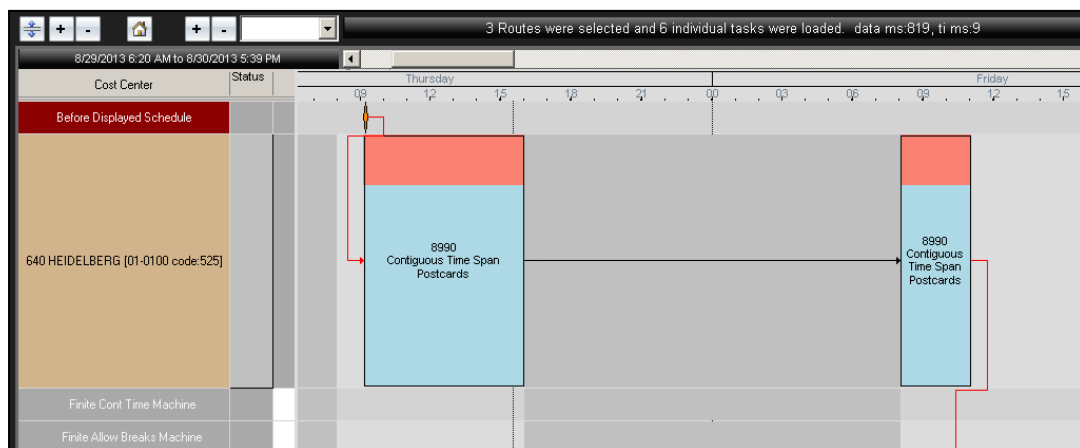 + - + -
3 Routes were selected and 6 individual tasks were loaded. data ms:819, ti ms:9
8/29/2013 6:20 AM to 8/30/2013 5:39 PM
Cost Center Status
Thursday Friday
09 12 15 18 21 00 03 06 09 12 15
Before Displayed Schedule
640 HEIDELBERG [01-0100 code:525]
8990
Contiguous Time Span
Postcards
8990
Contiguous
Time Span
Postcards
Finite Cont Time Machine
Finite Allow Breaks Machine